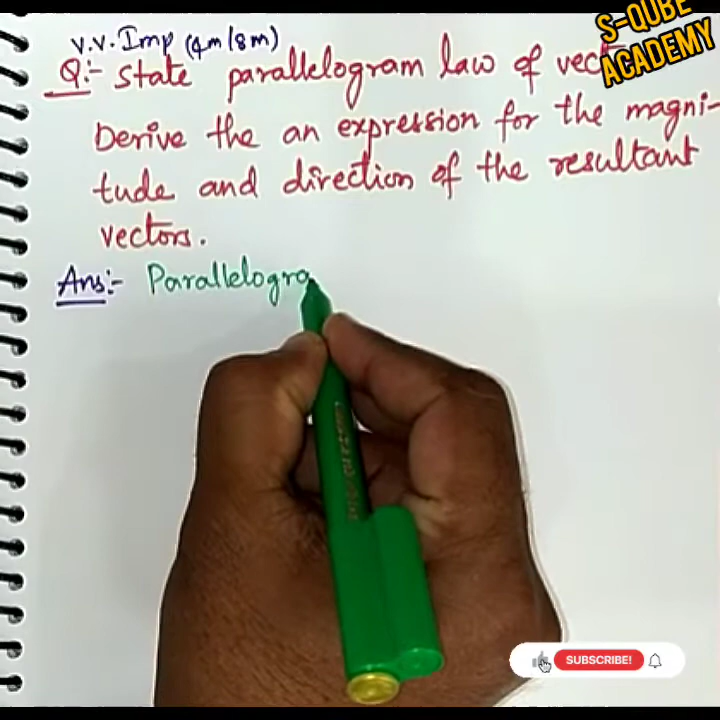 V.V. Imp (4m/8m)
S-QUBE
ACADEMY
Q:- State parallelogram law of
Derive the an expression for the magni-
tude and direction of the resultant
vectors.
Ans:- Parallelogra
SUBSCRIBE!